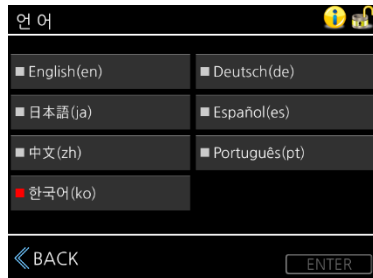 언어
English(en)
Deutsch(de)
日本語(ja)
Español(es)
中文(zh)
Português(pt)
한국어(ko)
BACK
ENTER